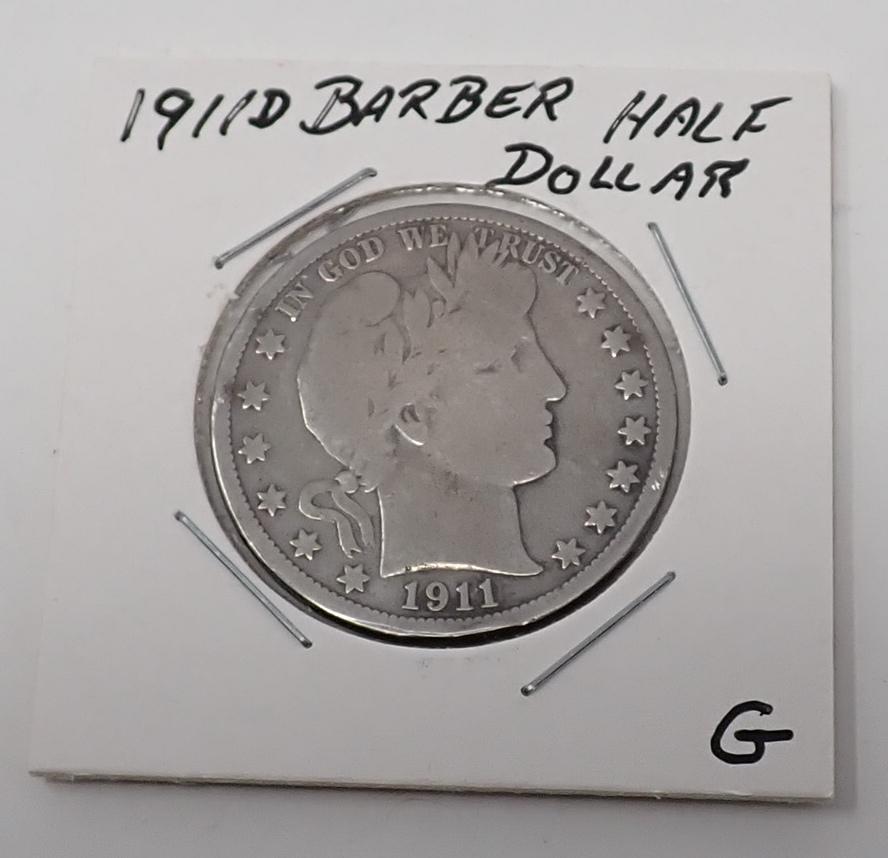 1911D BARBER HALF
DOLLAR
IN GOD WE TRUST
1911
G